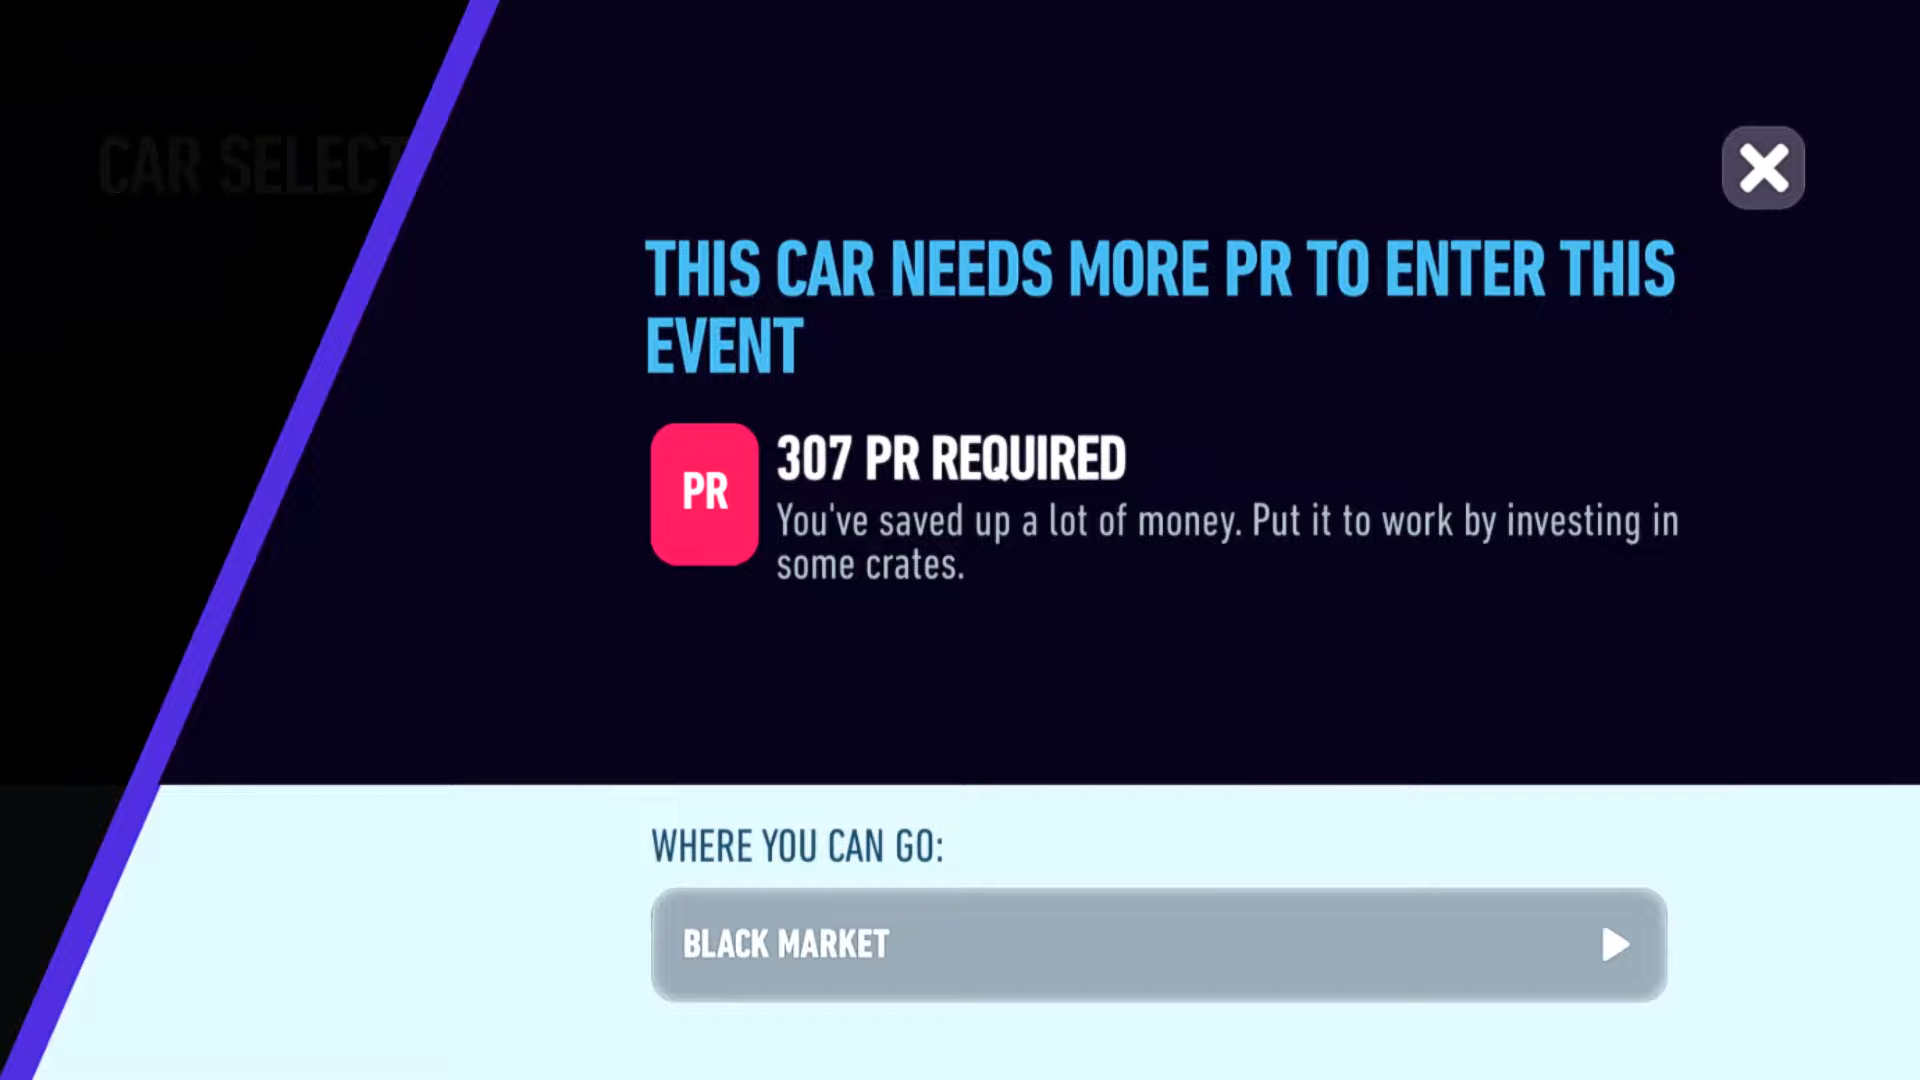 CAR SELECT
THIS CAR NEEDS MORE PR TO ENTER THIS
EVENT
PR
307 PR REQUIRED
You've saved up a lot of money. Put it to work by investing in
some crates.
WHERE YOU CAN GO:
BLACK MARKET